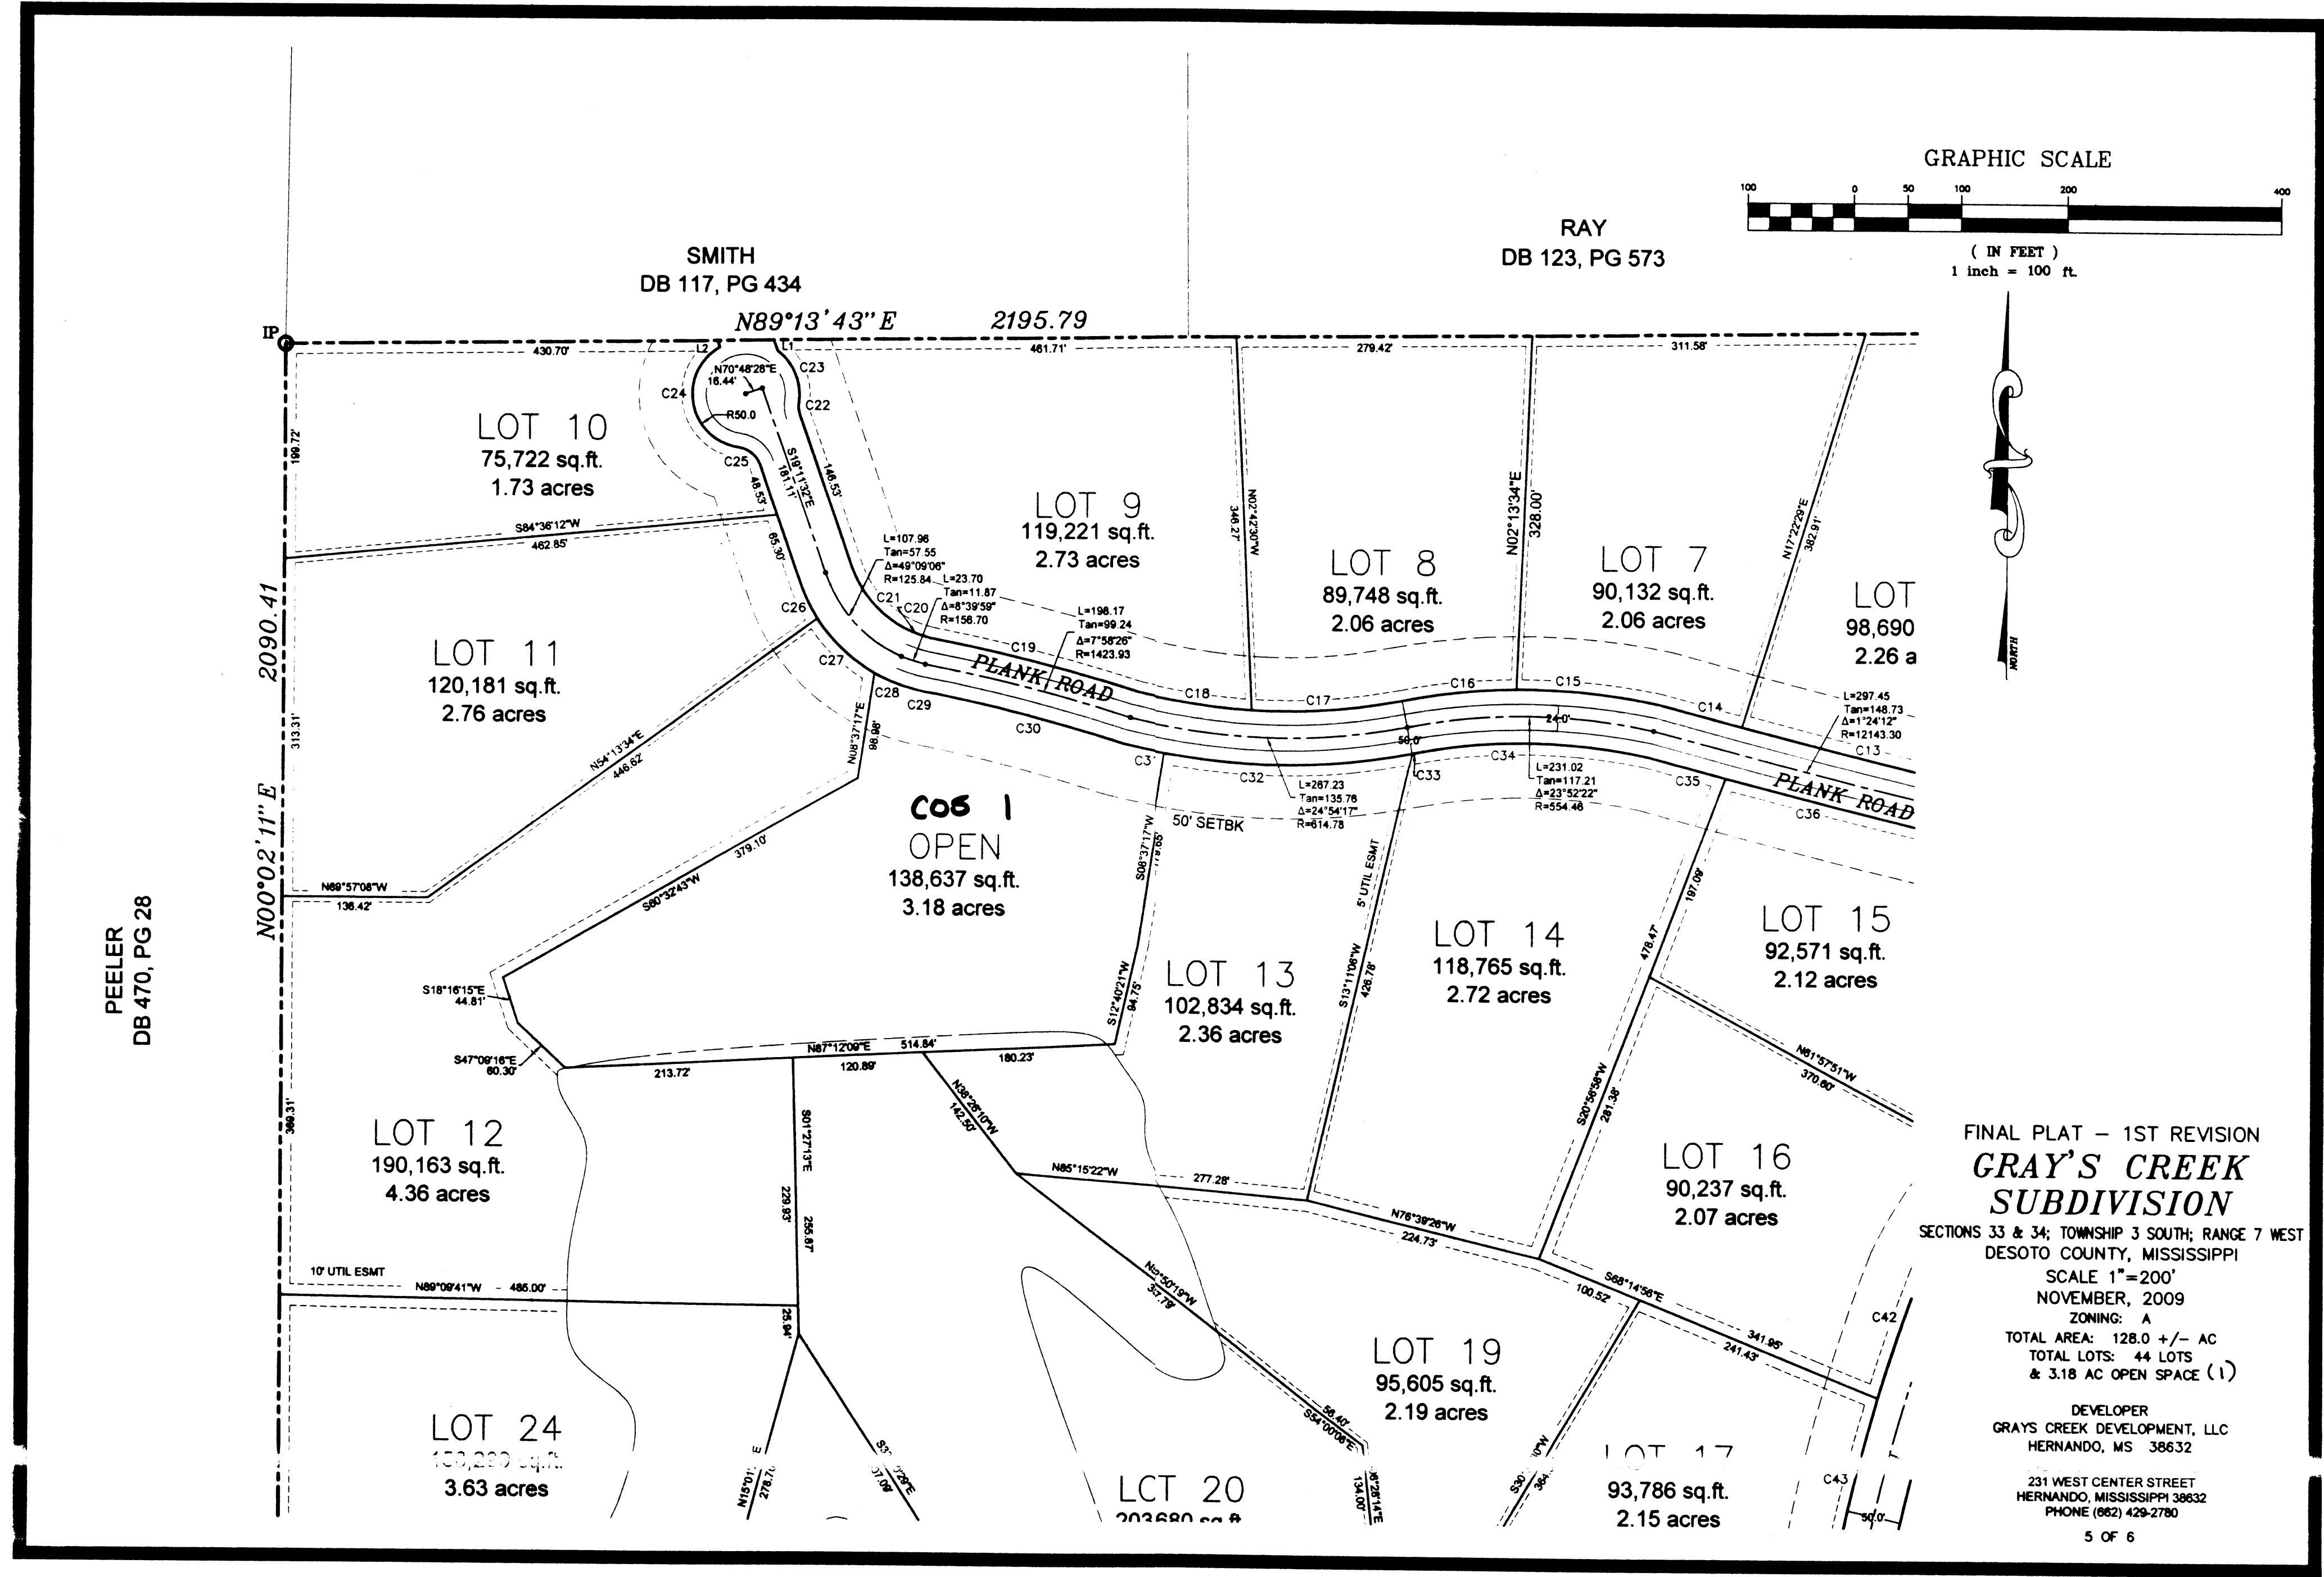 GRAPHIC SCALE
100 0 50 100 200 400
( IN FEET )
1 inch = 100 ft.
NORTH
SMITH
DB 117, PG 434
RAY
DB 123, PG 573
IP
N89°13'43"E 2195.79
430.70'
L2
L1
461.71'
279.42'
311.58'
N70°48'28"E
16.44'
C23
C24
C22
R50.0
C25
199.72'
LOT 10
75,722 sq.ft.
1.73 acres
48.53'
S19°11'32"E
181.11'
146.53'
S84°36'12"W
462.85'
65.30'
LOT 9
119,221 sq.ft.
2.73 acres
N02°42'30"W
346.27'
N02°13'34"E
328.00'
LOT 8
89,748 sq.ft.
2.06 acres
LOT 7
90,132 sq.ft.
2.06 acres
N17°22'29"E
382.91'
LOT
98,690
2.26 a
L=107.96
Tan=57.55
Δ=49°09'06"
R=125.84
L=23.70
Tan=11.87
Δ=8°39'59"
R=156.70
L=198.17
Tan=99.24
Δ=7°58'26"
R=1423.93
C26
C21
C20
C19
C27
C28
C29
C30
PLANK ROAD
C18
C17
C16
C15
C14
C13
L=297.45
Tan=148.73
Δ=1°24'12"
R=12143.30
24.0'
50.0'
C3
C32
C33
C34
C35
C36
PLANK ROAD
L=267.23
Tan=135.76
Δ=24°54'17"
R=614.78
L=231.02
Tan=117.21
Δ=23°52'22"
R=554.46
50' SETBK
2090.41
N00°02'11"E
PEELER
DB 470, PG 28
LOT 11
120,181 sq.ft.
2.76 acres
313.31'
N54°13'34"E
446.62'
N08°37'17"E
98.98'
N69°57'08"W
136.42'
COS 1
OPEN
138,637 sq.ft.
3.18 acres
379.10'
S60°32'43"W
S08°37'17"W
S12°40'21"W
94.75'
S18°16'15"E
44.81'
S47°09'16"E
60.30'
N87°12'09"E
514.84'
213.72'
120.89'
180.23'
LOT 13
102,834 sq.ft.
2.36 acres
5' UTIL ESMT
S13°11'06"W
426.78'
LOT 14
118,765 sq.ft.
2.72 acres
197.09'
478.47'
S20°56'58"W
281.38'
LOT 15
92,571 sq.ft.
2.12 acres
N61°57'51"W
370.60'
LOT 12
190,163 sq.ft.
4.36 acres
369.31'
10' UTIL ESMT
N89°09'41"W 485.00'
S01°27'13"E
229.93'
255.87'
25.94'
N38°26'10"W
142.50'
N85°15'22"W
277.28'
N76°39'26"W
224.73'
LOT 16
90,237 sq.ft.
2.07 acres
S68°14'56"E
100.52'
341.95'
241.43'
C42
C43
50.0'
LOT 19
95,605 sq.ft.
2.19 acres
56.40'
S54°00'06"E
134.00'
LOT 24
3.63 acres
LOT 20
203,680 sq.ft.
LOT 17
93,786 sq.ft.
2.15 acres
FINAL PLAT – 1ST REVISION
GRAY'S CREEK
SUBDIVISION
SECTIONS 33 & 34; TOWNSHIP 3 SOUTH; RANGE 7 WEST
DESOTO COUNTY, MISSISSIPPI
SCALE 1"=200'
NOVEMBER, 2009
ZONING: A
TOTAL AREA: 128.0 +/- AC
TOTAL LOTS: 44 LOTS
& 3.18 AC OPEN SPACE (1)
DEVELOPER
GRAYS CREEK DEVELOPMENT, LLC
HERNANDO, MS 38632
231 WEST CENTER STREET
HERNANDO, MISSISSIPPI 38632
PHONE (662) 429-2780
5 OF 6